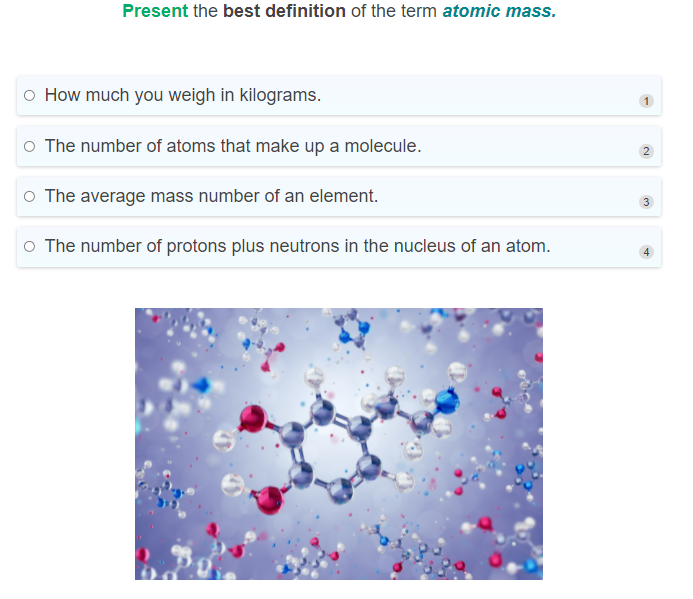 Present the best definition of the term atomic mass.
How much you weigh in kilograms.
1
The number of atoms that make up a molecule.
2
The average mass number of an element.
3
The number of protons plus neutrons in the nucleus of an atom.
4